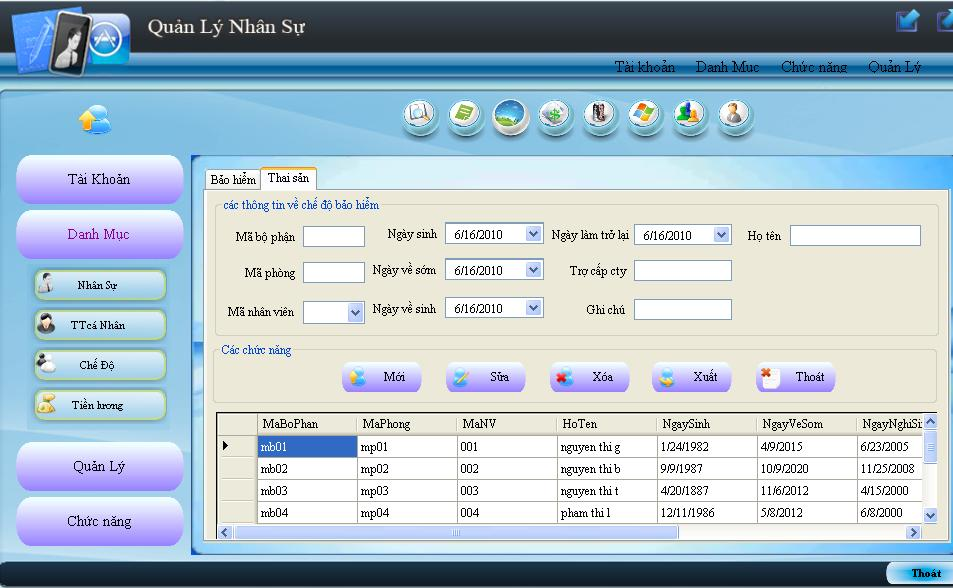 Quản Lý Nhân Sự
Tài khoản Danh Mục Chức năng Quản Lý
Tài Khoản
Danh Mục
Nhân Sự
TTcá Nhân
Chế Độ
Tiền lương
Quản Lý
Chức năng
Bảo hiểm Thai sản
các thông tin về chế độ bảo hiểm
Mã bộ phận Ngày sinh 6/16/2010 Ngày làm trở lại 6/16/2010 Họ tên
Mã phòng Ngày về sớm 6/16/2010 Trợ cấp cty
Mã nhân viên Ngày về sinh 6/16/2010 Ghi chú
Các chức năng
Mới Sửa Xóa Xuất Thoát
MaBoPhan MaPhong MaNV HoTen NgaySinh NgayVeSom NgayNghiSi
mb01 mp01 001 nguyen thi g 1/24/1982 4/9/2015 6/23/2005
mb02 mp02 002 nguyen thi b 9/9/1987 10/9/2020 11/25/2008
mb03 mp03 003 nguyen thi t 4/20/1887 11/6/2012 4/15/2000
mb04 mp04 004 pham thi l 12/11/1986 5/8/2012 6/8/2000
Thoát